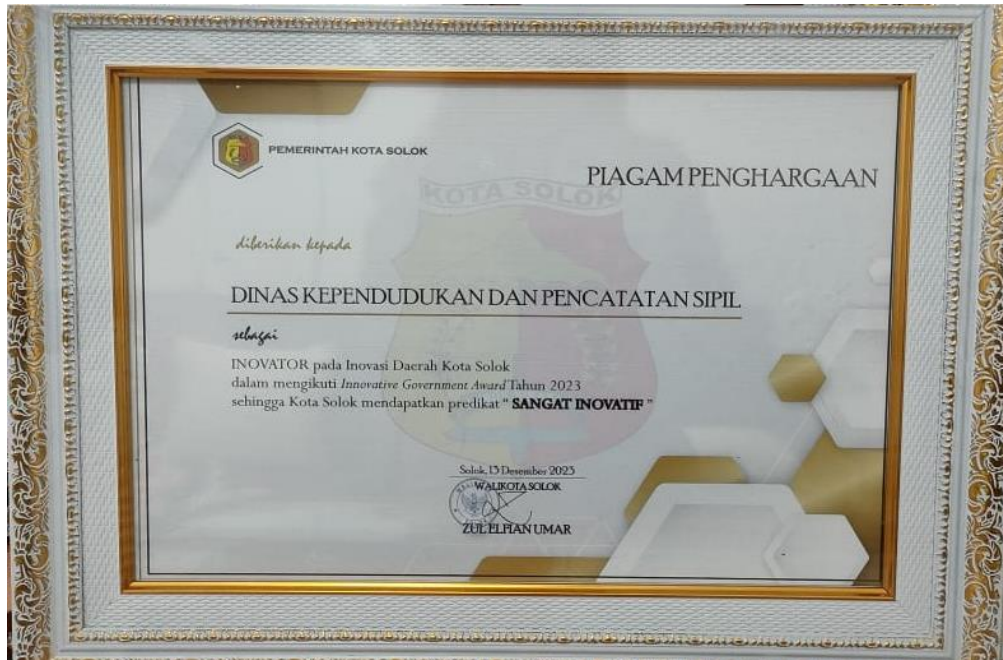 PEMERINTAH KOTA SOLOK
PIAGAM PENGHARGAAN
KOTA SOLOK
diberikan kepada
DINAS KEPENDUDUKAN DAN PENCATATAN SIPIL
sebagai
INOVATOR pada Inovasi Daerah Kota Solok
dalam mengikuti Innovative Government Award Tahun 2023
sehingga Kota Solok mendapatkan predikat “ SANGAT INOVATIF ”
Solok, 13 Desember 2023
WALIKOTA SOLOK
ZUL ELFIAN UMAR